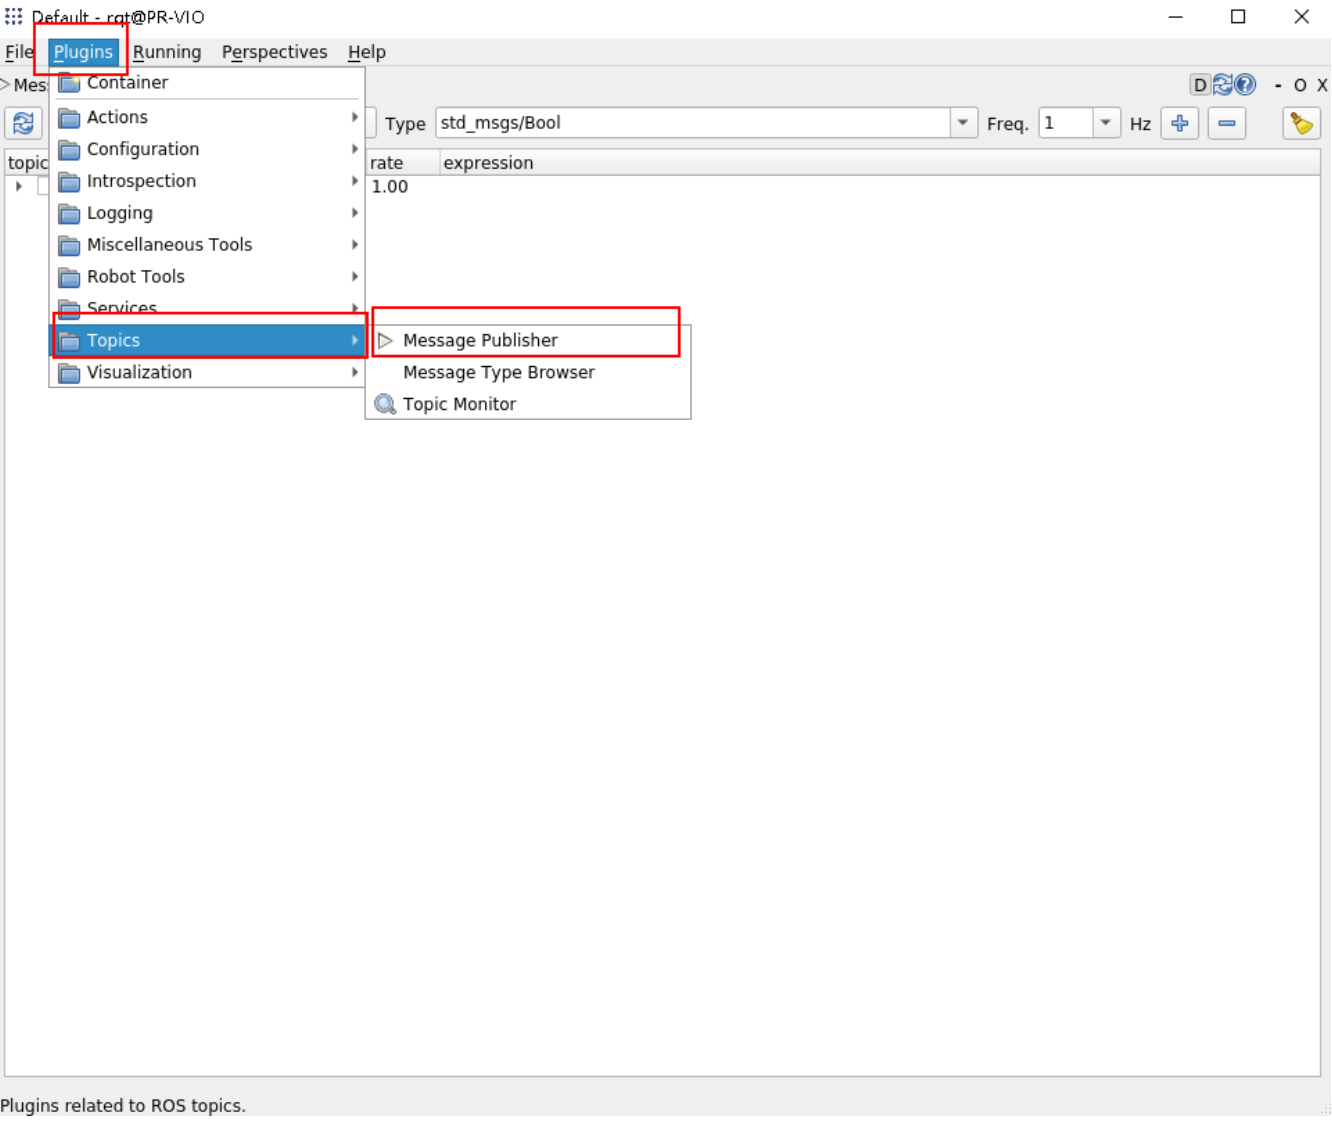 Default - rqt@PR-VIO
File Plugins Running Perspectives Help
Mes
D - O X
Container
Actions
Type std_msgs/Bool Freq. 1 Hz
Configuration
topic rate expression
Introspection
1.00
Logging
Miscellaneous Tools
Robot Tools
Services
Topics
Message Publisher
Visualization
Message Type Browser
Topic Monitor
Plugins related to ROS topics.